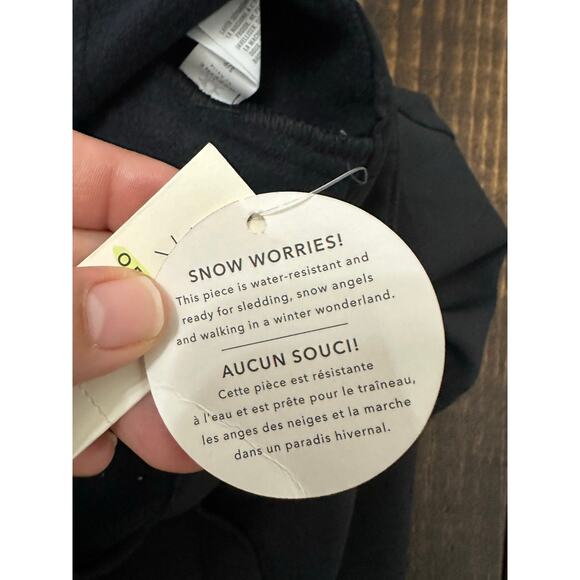 SNOW WORRIES!
This piece is water-resistant and
ready for sledding, snow angels
and walking in a winter wonderland.
AUCUN SOUCI!
Cette pièce est résistante
à l'eau et est prête pour le traîneau,
les anges des neiges et la marche
dans un paradis hivernal.